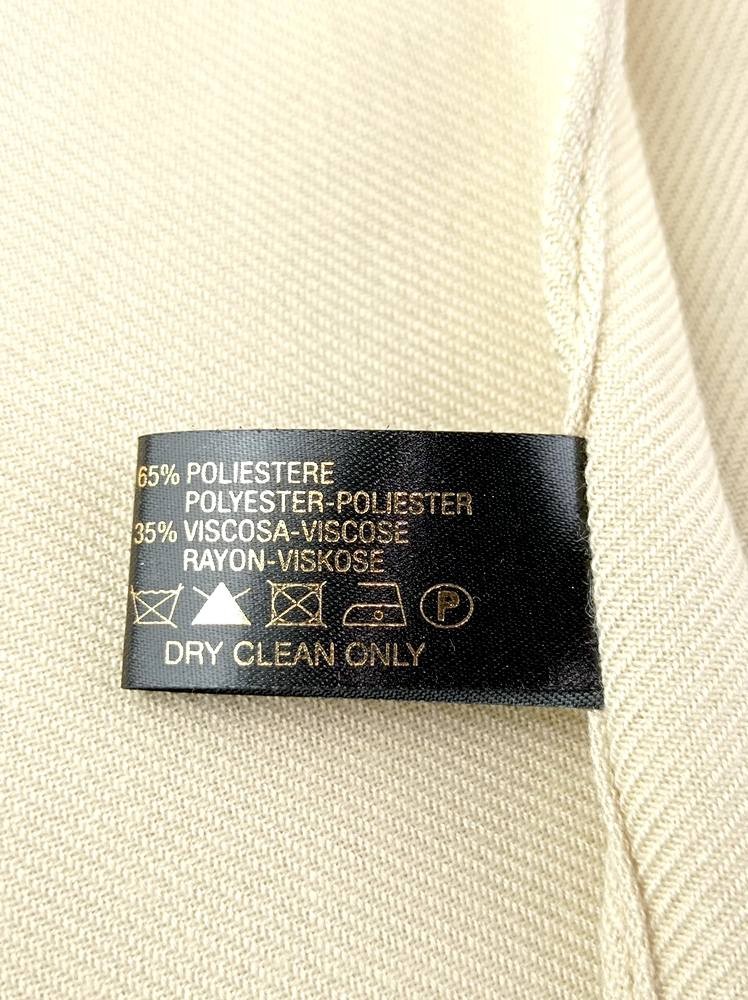 65% POLIESTERE
POLYESTER-POLIESTER
35% VISCOSA-VISCOSE
RAYON-VISKOSE
P
DRY CLEAN ONLY